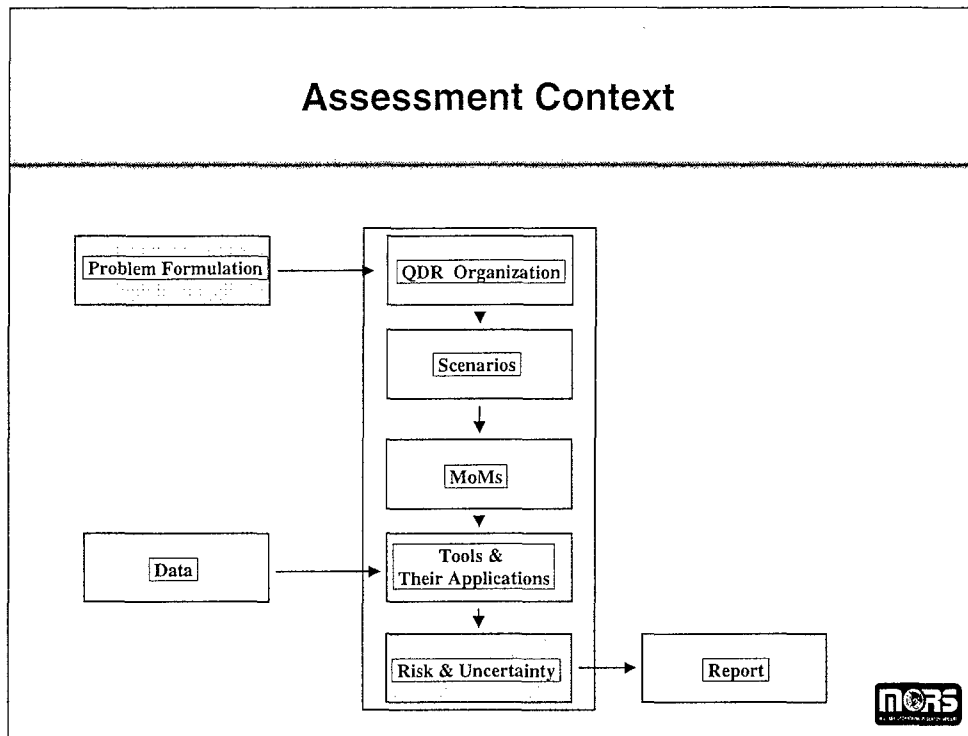 Assessment Context
Problem Formulation
QDR Organization
Scenarios
MoMs
Data
Tools &
Their Applications
Risk & Uncertainty
Report
MORS